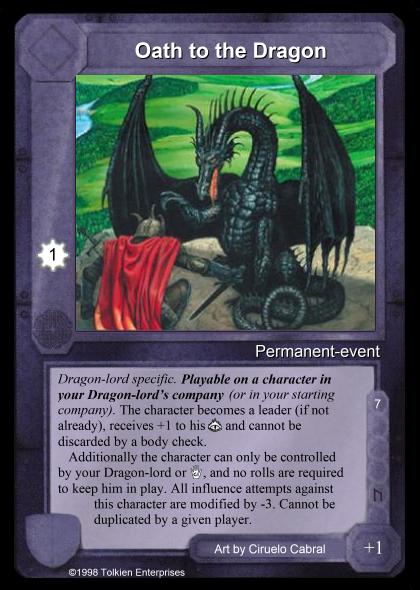 Oath to the Dragon
1
Permanent-event
Dragon-lord specific. Playable on a character in
your Dragon-lord's company (or in your starting
company). The character becomes a leader (if not
already), receives +1 to his and cannot be
discarded by a body check.
Additionally the character can only be controlled
by your Dragon-lord or , and no rolls are required
to keep him in play. All influence attempts against
this character are modified by -3. Cannot be
duplicated by a given player.
7
Art by Ciruelo Cabral
+1
©1998 Tolkien Enterprises